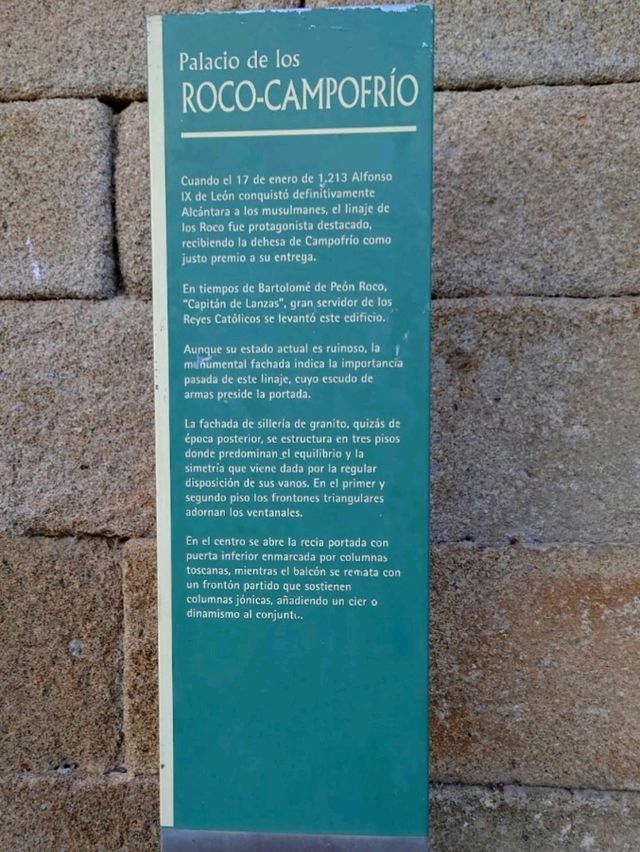 Palacio de los
ROCO-CAMPOFRÍO
Cuando el 17 de enero de 1.213 Alfonso
IX de León conquistó definitivamente
Alcántara a los musulmanes, el linaje de
los Roco fue protagonista destacado,
recibiendo la dehesa de Campofrío como
justo premio a su entrega.
En tiempos de Bartolomé de Peón Roco,
"Capitán de Lanzas", gran servidor de los
Reyes Católicos se levantó este edificio.
Aunque su estado actual es ruinoso, la
monumental fachada indica la importancia
pasada de este linaje, cuyo escudo de
armas preside la portada.
La fachada de sillería de granito, quizás de
época posterior, se estructura en tres pisos
donde predominan el equilibrio y la
simetría que viene dada por la regular
disposición de sus vanos. En el primer y
segundo piso los frontones triangulares
adornan los ventanales.
En el centro se abre la recia portada con
puerta inferior enmarcada por columnas
toscanas, mientras el balcón se remata con
un frontón partido que sostienen
columnas jónicas, añadiendo un cier o
dinamismo al conjunto.